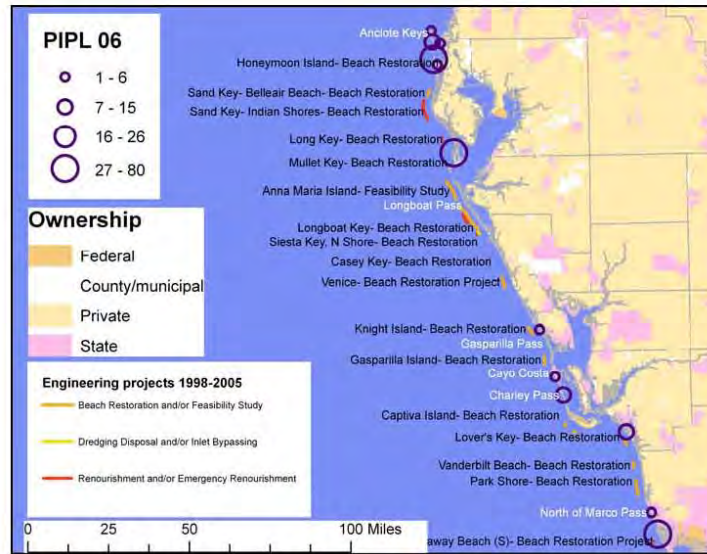 PIPL 06
1 - 6
7 - 15
16 - 26
27 - 80
Ownership
Federal
County/municipal
Private
State
Engineering projects 1998-2005
Beach Restoration and/or Feasibility Study
Dredging Disposal and/or Inlet Bypassing
Renourishment and/or Emergency Renourishment
0 25 50 100 Miles
Anclote Keys
Honeymoon Island- Beach Restoration
Sand Key- Belleair Beach- Beach Restoration
Sand Key- Indian Shores- Beach Restoration
Long Key- Beach Restoration
Mullet Key- Beach Restoration
Anna Maria Island- Feasibility Study
Longboat Pass
Longboat Key- Beach Restoration
Siesta Key, N Shore- Beach Restoration
Casey Key- Beach Restoration
Venice- Beach Restoration Project
Knight Island- Beach Restoration
Gasparilla Pass
Gasparilla Island- Beach Restoration
Cayo Costa
Charley Pass
Captiva Island- Beach Restoration
Lover's Key- Beach Restoration
Vanderbilt Beach- Beach Restoration
Park Shore- Beach Restoration
North of Marco Pass
away Beach (S)- Beach Restoration Project